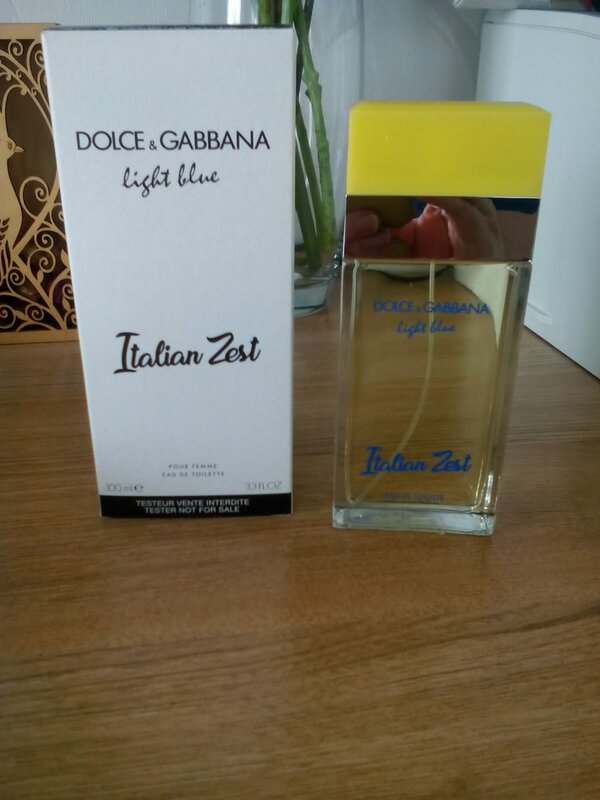 DOLCE & GABBANA
light blue
Italian Zest
POUR FEMME
EAU DE TOILETTE
100 ml e 3.3 FL.OZ
TESTEUR VENTE INTERDITE
TESTER NOT FOR SALE
DOLCE & GABBANA
light blue
Italian Zest
EAU DE TOILETTE